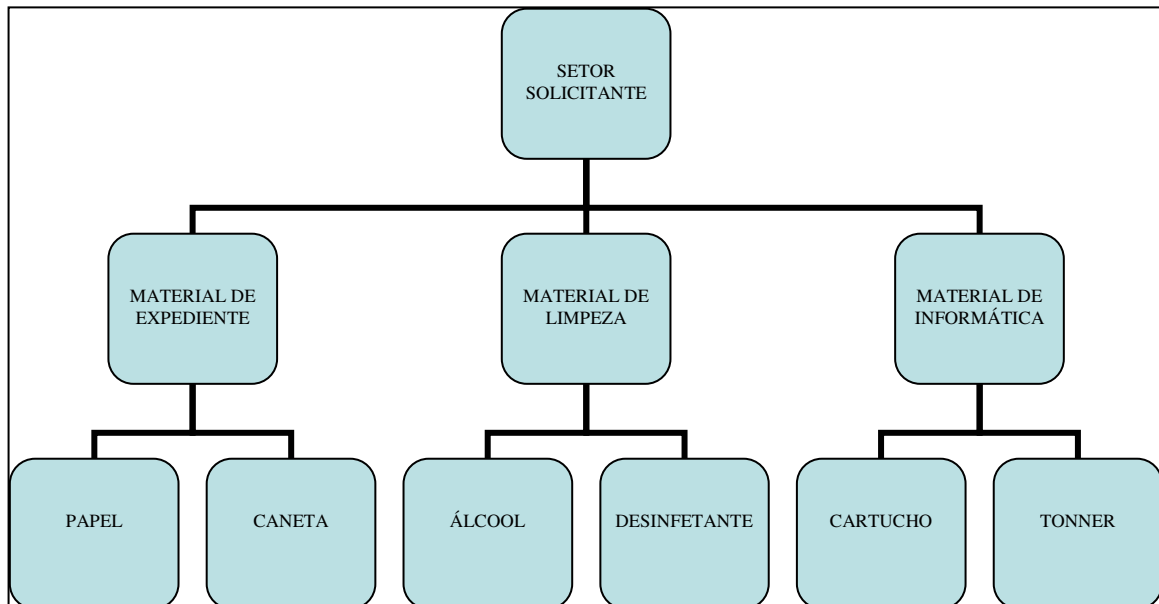 SETOR
SOLICITANTE
MATERIAL DE
EXPEDIENTE
MATERIAL DE
LIMPEZA
MATERIAL DE
INFORMÁTICA
PAPEL
CANETA
ÁLCOOL
DESINFETANTE
CARTUCHO
TONNER